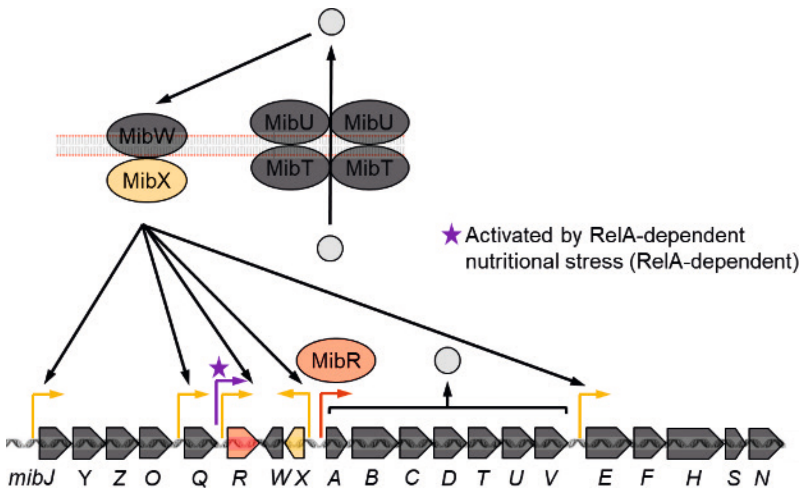 MibW
MibX
MibU MibU
MibT MibT
★ Activated by RelA-dependent
nutritional stress (RelA-dependent)
MibR
mibJ Y Z O Q R W X A B C D T U V E F H S N